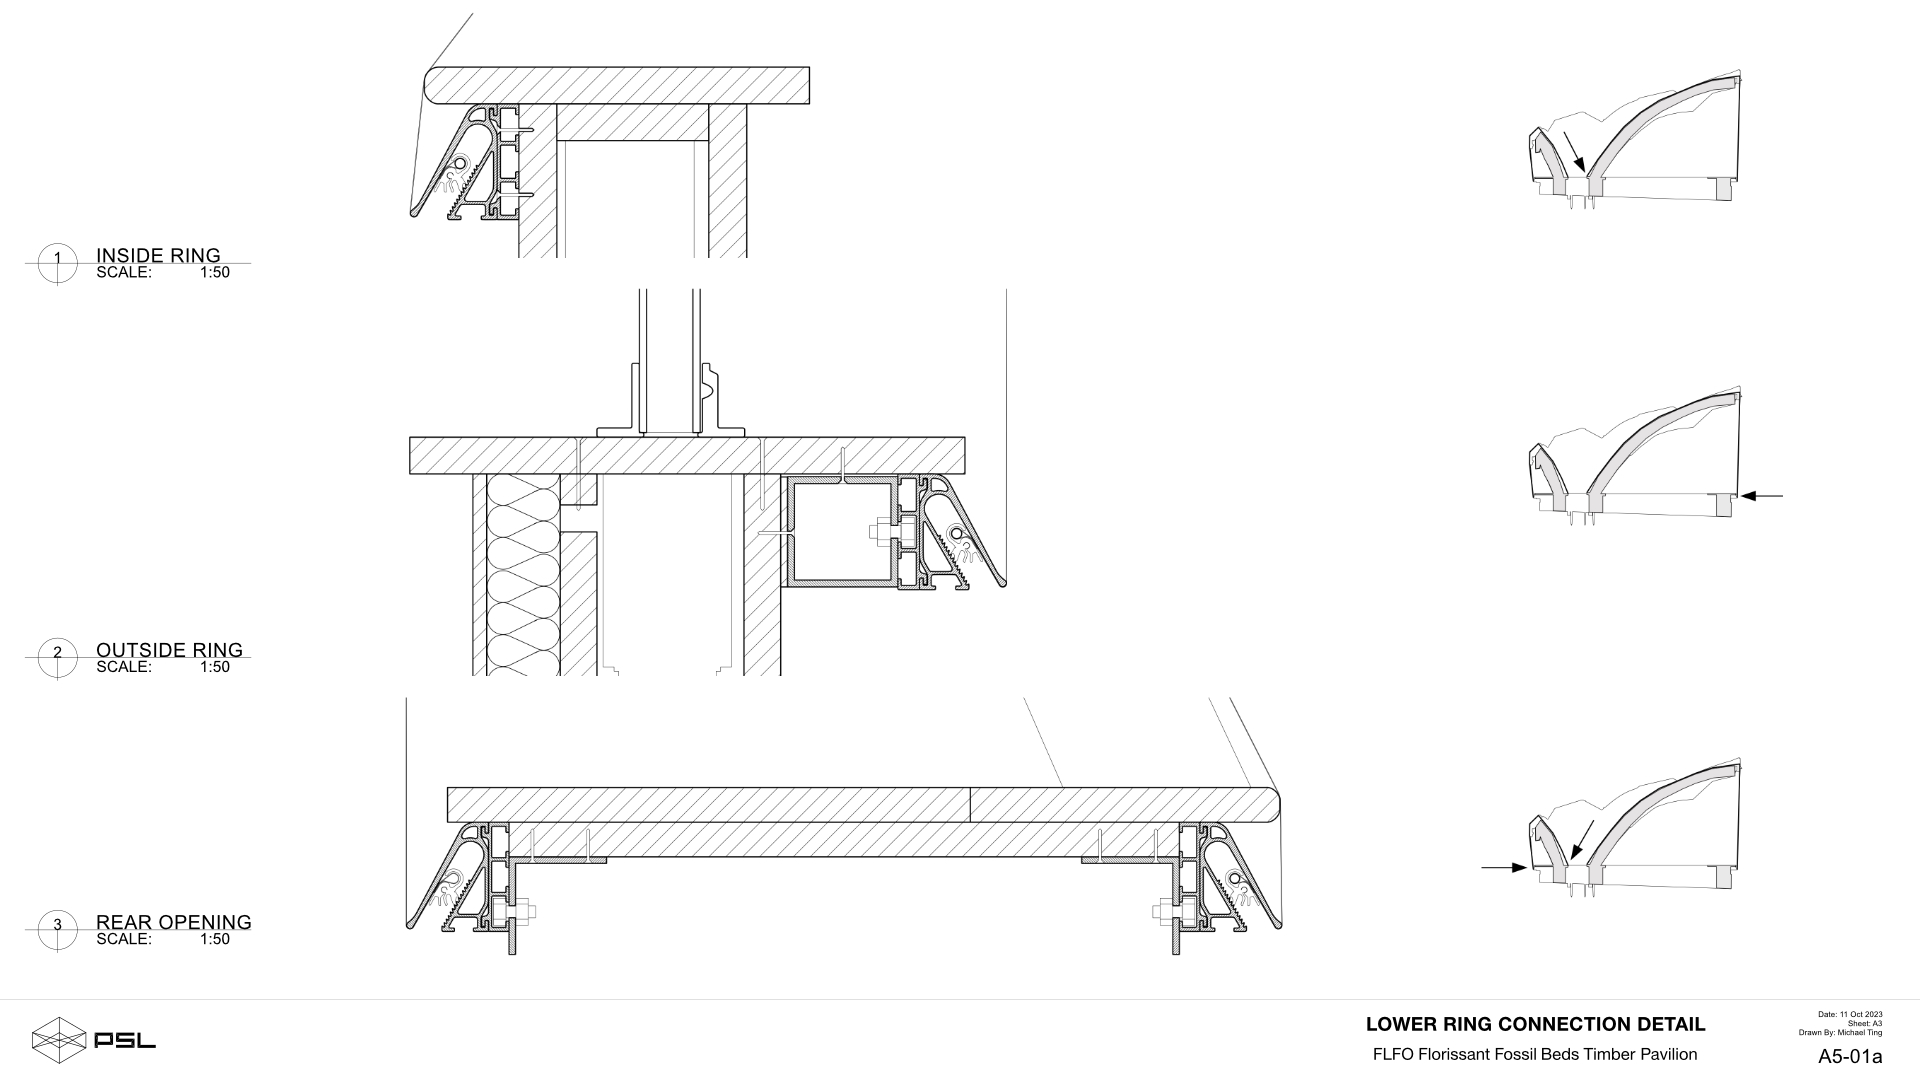 1
INSIDE RING
SCALE: 1:50
2
OUTSIDE RING
SCALE: 1:50
3
REAR OPENING
SCALE: 1:50
PSL
LOWER RING CONNECTION DETAIL
FLFO Florissant Fossil Beds Timber Pavilion
Date: 11 Oct 2023
Sheet: A3
Drawn By: Michael Ting
A5-01a